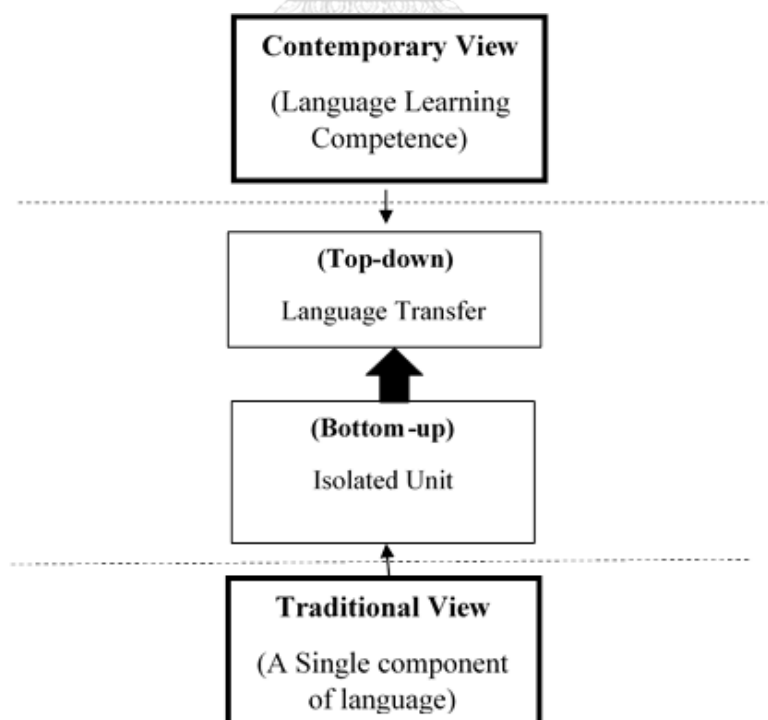 Contemporary View
(Language Learning
Competence)
(Top-down)
Language Transfer
(Bottom-up)
Isolated Unit
Traditional View
(A Single component
of language)